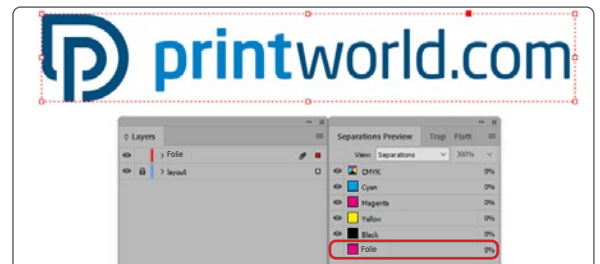 printworld.com
Layers
Folie
layout
Separations Preview Trap Flatt
View: Separations 300%
CMYK 0%
Cyan 0%
Magenta 0%
Yellow 0%
Black 0%
Folie 0%